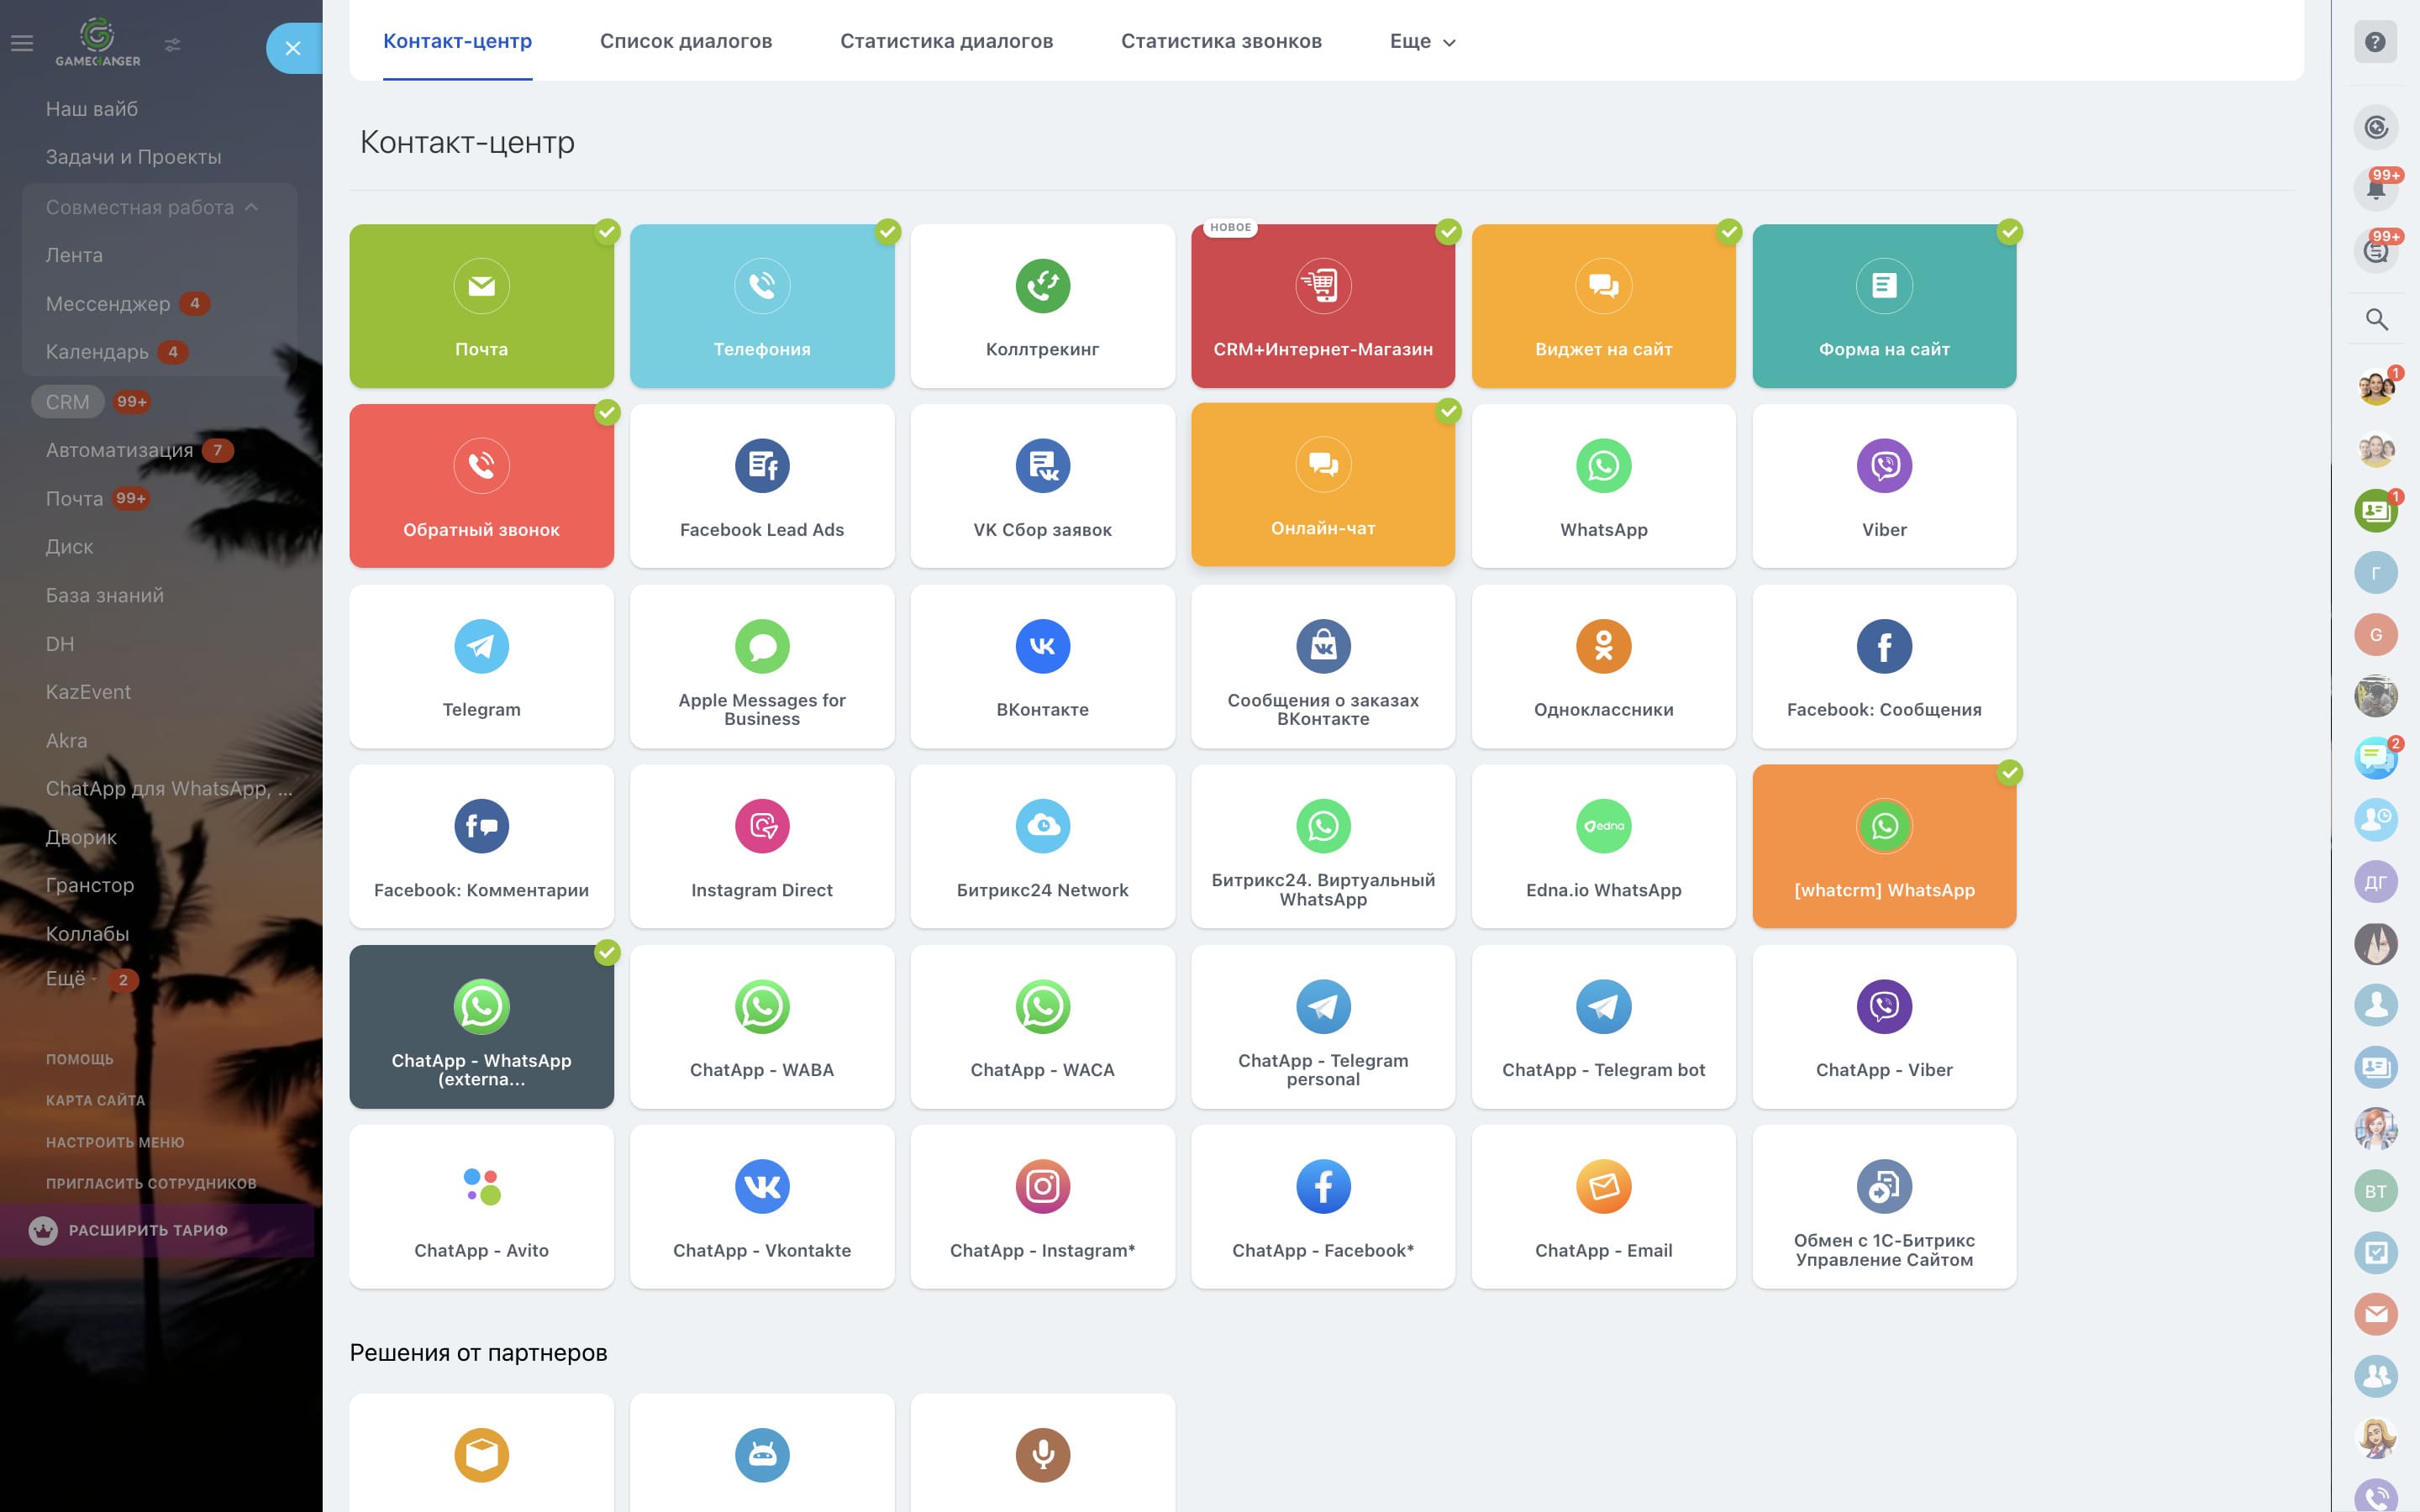 GAMECHANGER
Наш вайб
Задачи и Проекты
Совместная работа
Лента
Мессенджер 4
Календарь 4
CRM 99+
Автоматизация 7
Почта 99+
Диск
База знаний
DH
KazEvent
Akra
ChatApp для WhatsApp, ...
Дворик
Гранстор
Коллабы
Ещё - 2
ПОМОЩЬ
КАРТА САЙТА
НАСТРОИТЬ МЕНЮ
ПРИГЛАСИТЬ СОТРУДНИКОВ
РАСШИРИТЬ ТАРИФ
Контакт-центр Список диалогов Статистика диалогов Статистика звонков Еще
Контакт-центр
НОВОЕ
Почта
Телефония
Коллтрекинг
CRM+Интернет-Магазин
Виджет на сайт
Форма на сайт
Обратный звонок
Facebook Lead Ads
VK Сбор заявок
Онлайн-чат
WhatsApp
Viber
Telegram
Apple Messages for
Business
ВКонтакте
Сообщения о заказах
ВКонтакте
Одноклассники
Facebook: Сообщения
Facebook: Комментарии
Instagram Direct
Битрикс24 Network
Битрикс24. Виртуальный
WhatsApp
edna
Edna.io WhatsApp
[whatcrm] WhatsApp
ChatApp - WhatsApp
(externa...
ChatApp - WABA
ChatApp - WACA
ChatApp - Telegram
personal
ChatApp - Telegram bot
ChatApp - Viber
ChatApp - Avito
ChatApp - Vkontakte
ChatApp - Instagram*
ChatApp - Facebook*
ChatApp - Email
Обмен с 1С-Битрикс
Управление Сайтом
Решения от партнеров
?
99+
99+
1
1
Г
G
2
ДГ
ВТ